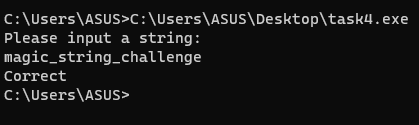 C:\Users\ASUS>C:\Users\ASUS\Desktop\task4.exe
Please input a string:
magic_string_challenge
Correct
C:\Users\ASUS>